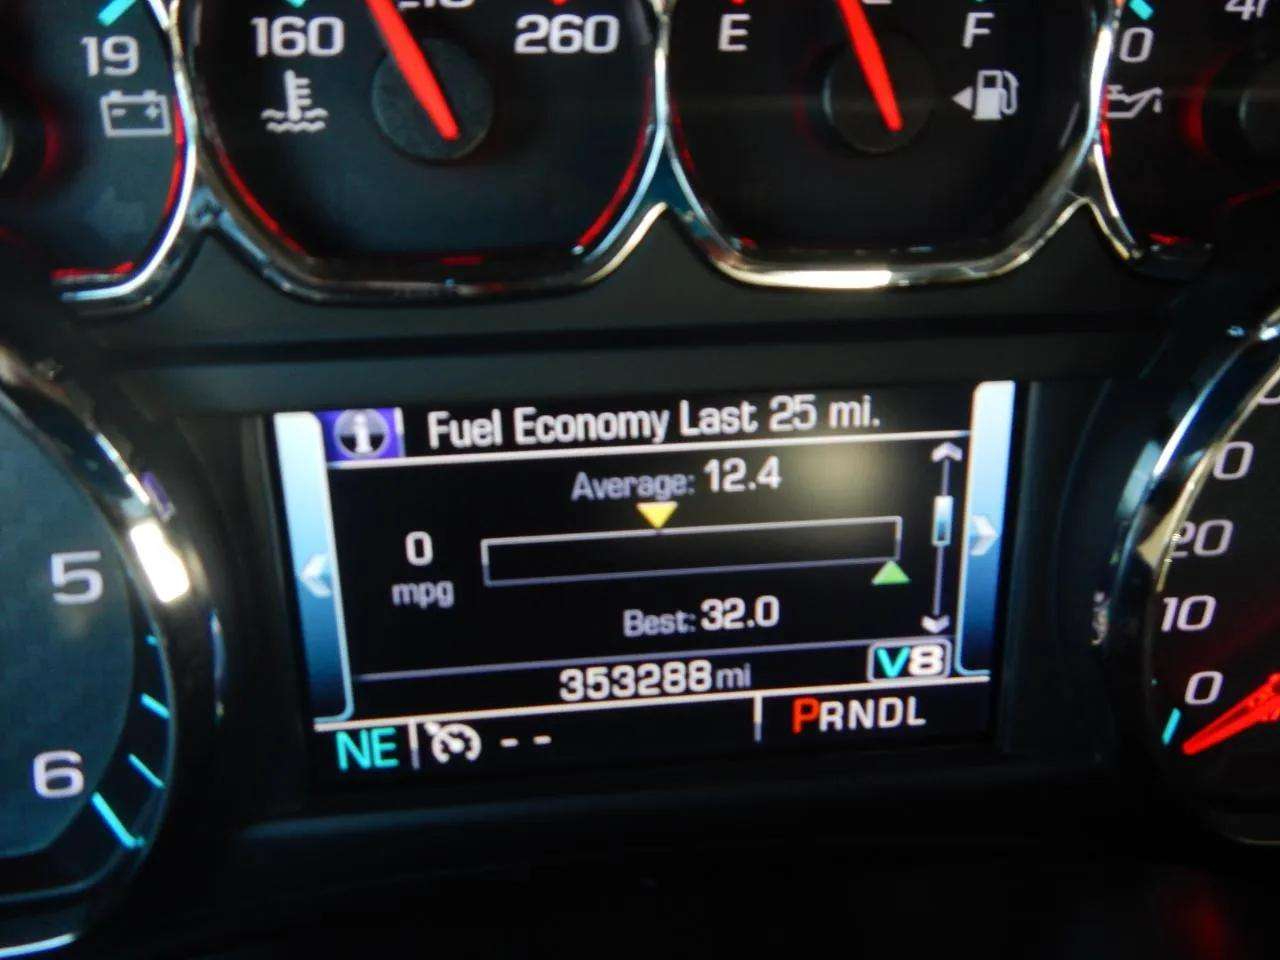 19
160
260
E
F
0
Fuel Economy Last 25 mi.
Average: 12.4
0
mpg
Best: 32.0
353288 mi
V8
NE
- -
PRNDL
5
6
20
10
0